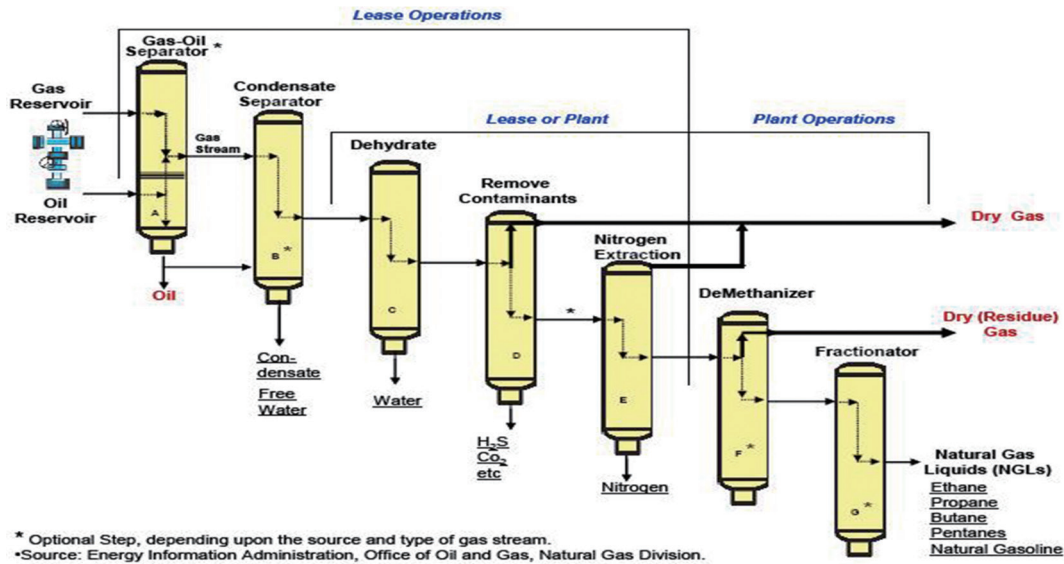 Lease Operations
Gas-Oil
Separator *
Condensate
Separator
Gas
Reservoir
Gas
Stream
Oil
Reservoir
A
Oil
B *
Con-
densate
Free
Water
Lease or Plant
Plant Operations
Dehydrate
C
Water
Remove
Contaminants
D
H2S
Co2
etc
*
Nitrogen
Extraction
E
Nitrogen
Dry Gas
DeMethanizer
F *
Dry (Residue)
Gas
Fractionator
G *
Natural Gas
Liquids (NGLs)
Ethane
Propane
Butane
Pentanes
Natural Gasoline
* Optional Step, depending upon the source and type of gas stream.
•Source: Energy Information Administration, Office of Oil and Gas, Natural Gas Division.